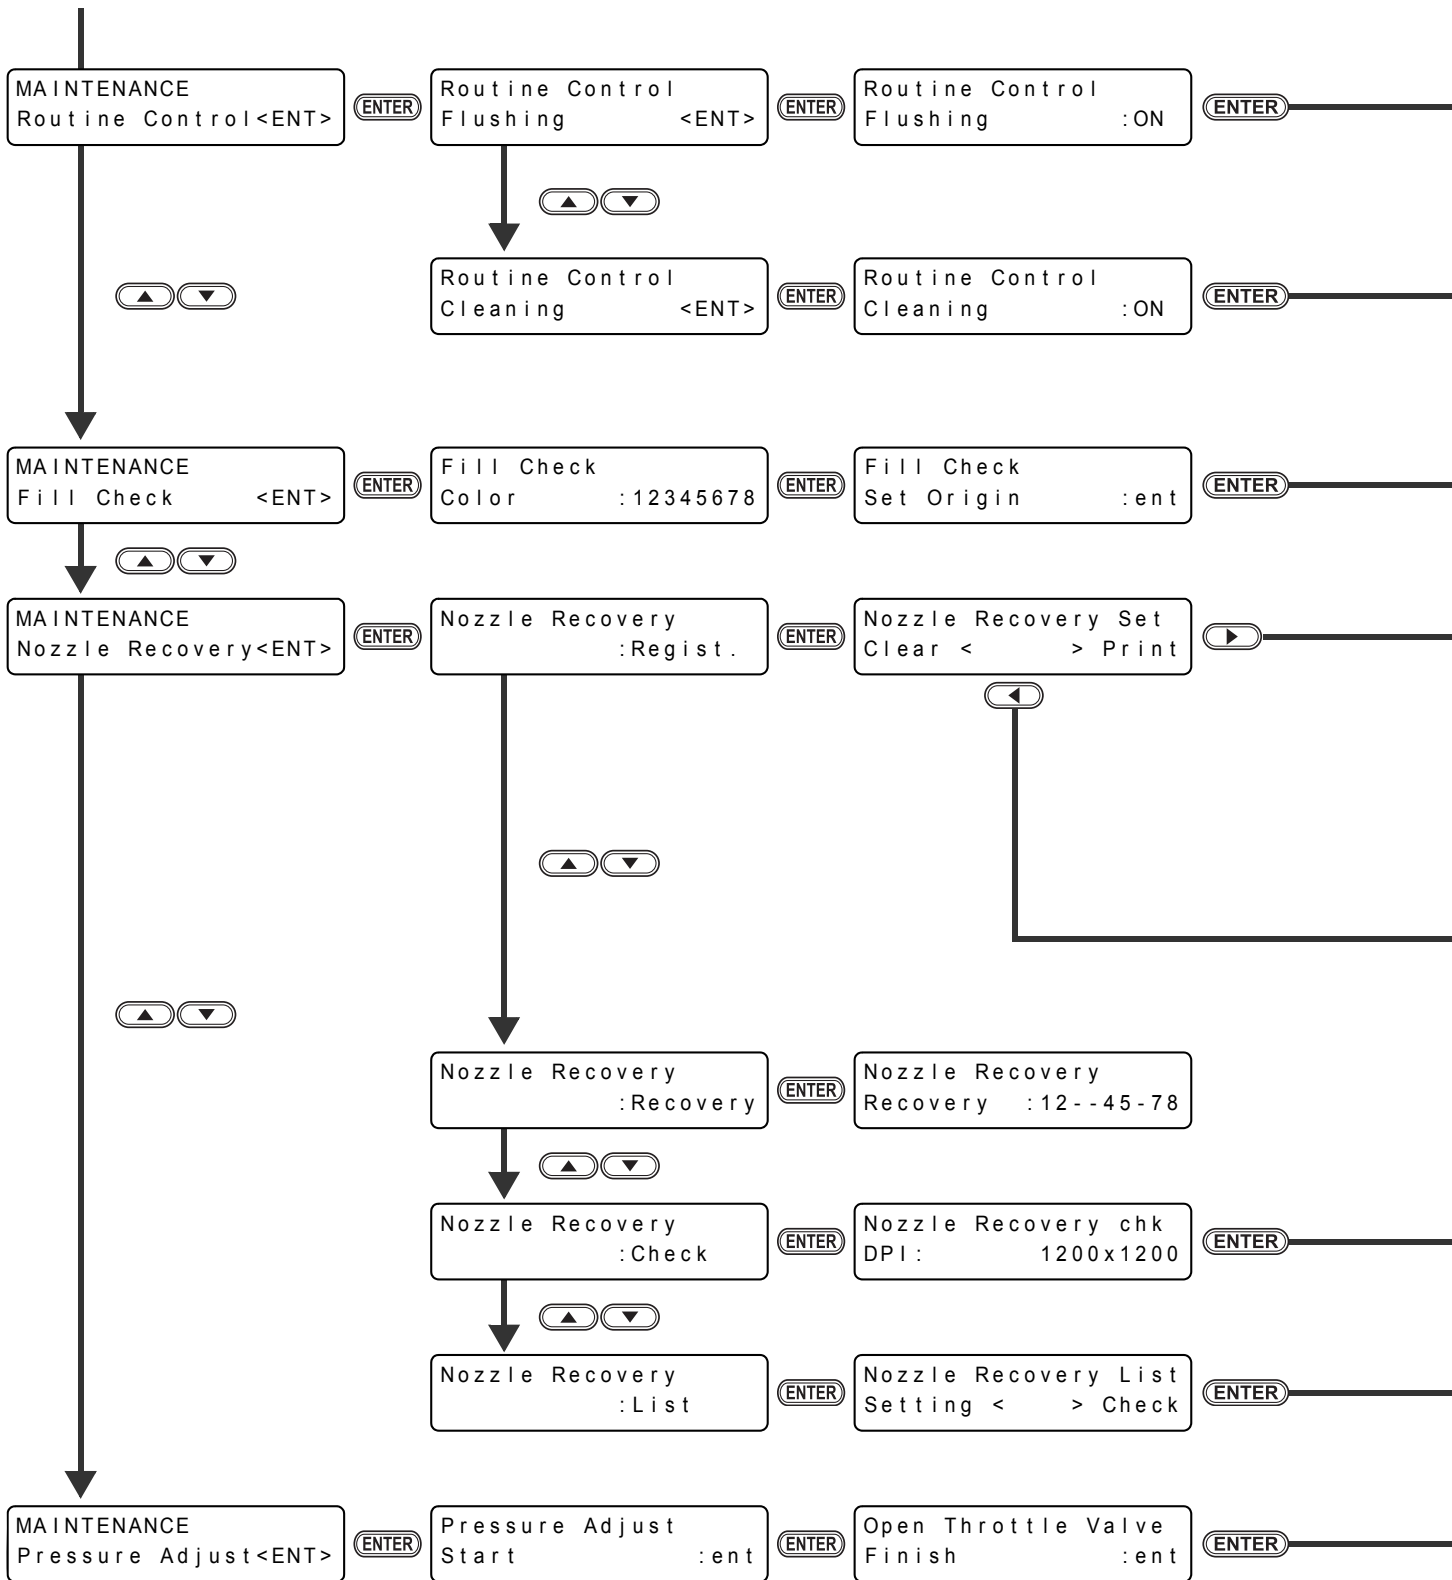 MAINTENANCE
Routine Control<ENT>
ENTER
Routine Control
Flushing <ENT>
ENTER
Routine Control
Flushing :ON
ENTER
Routine Control
Cleaning <ENT>
ENTER
Routine Control
Cleaning :ON
ENTER
MAINTENANCE
Fill Check <ENT>
ENTER
Fill Check
Color :12345678
ENTER
Fill Check
Set Origin :ent
ENTER
MAINTENANCE
Nozzle Recovery<ENT>
ENTER
Nozzle Recovery
:Regist.
ENTER
Nozzle Recovery Set
Clear < > Print
Nozzle Recovery
:Recovery
ENTER
Nozzle Recovery
Recovery :12--45-78
Nozzle Recovery
:Check
ENTER
Nozzle Recovery chk
DPI: 1200x1200
ENTER
Nozzle Recovery
:List
ENTER
Nozzle Recovery List
Setting < > Check
ENTER
MAINTENANCE
Pressure Adjust<ENT>
ENTER
Pressure Adjust
Start :ent
ENTER
Open Throttle Valve
Finish :ent
ENTER